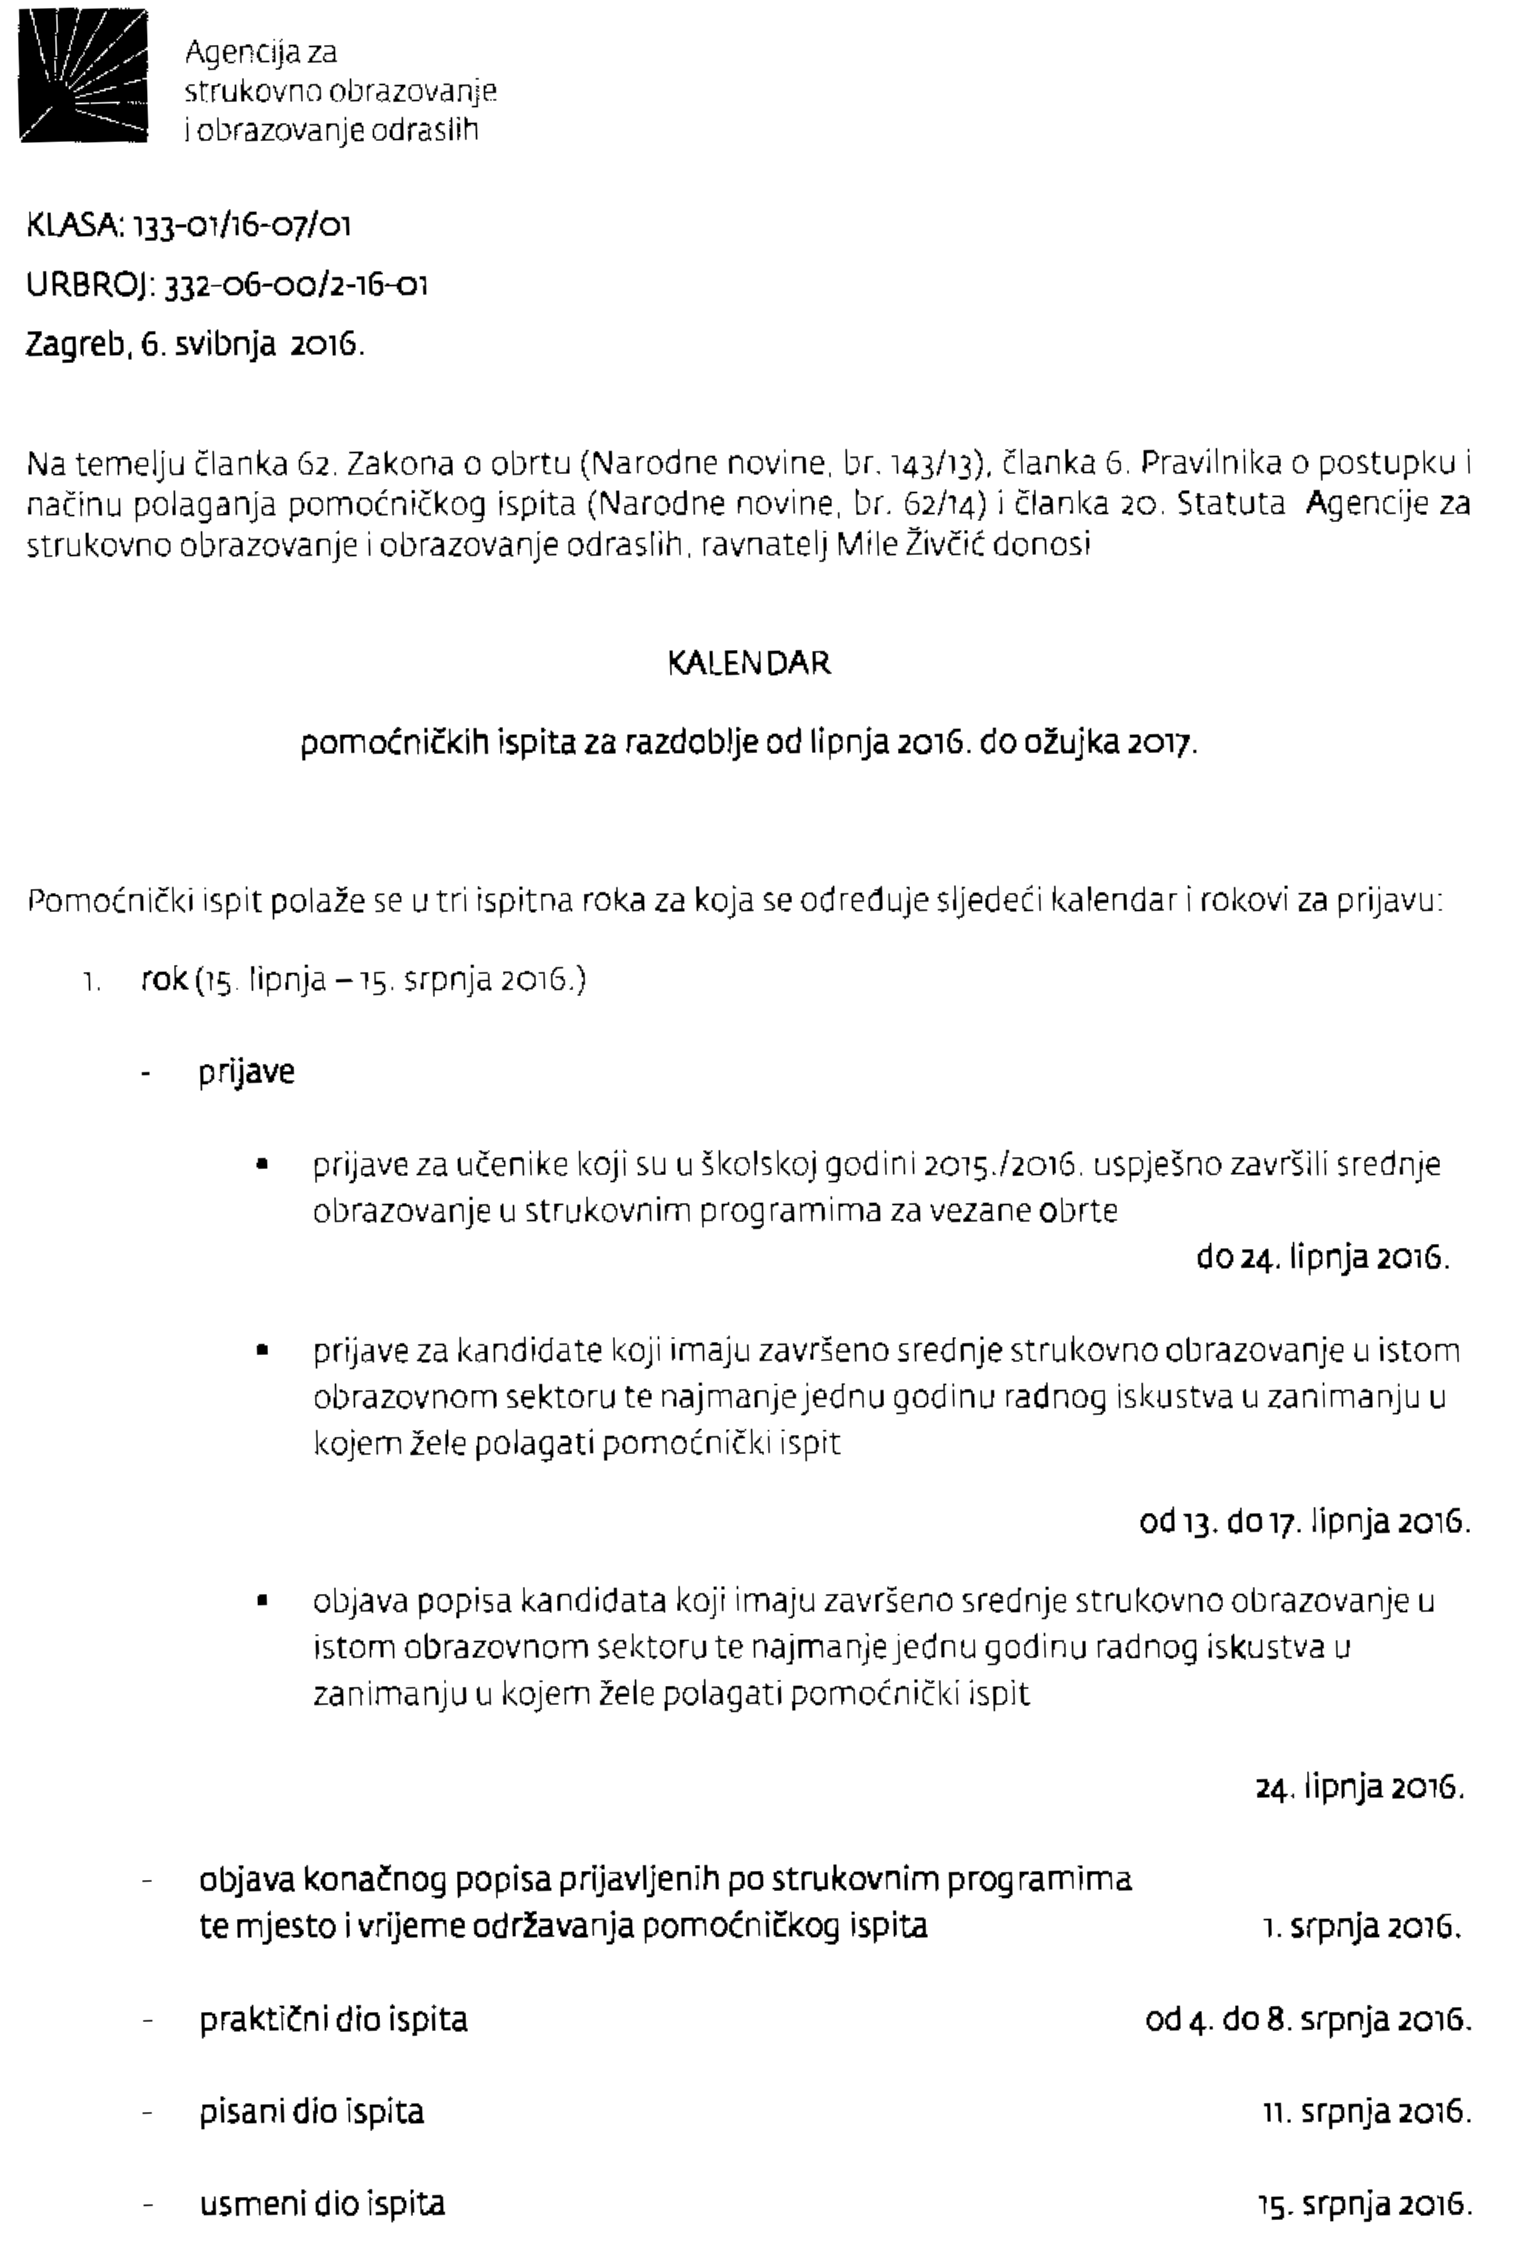 Agencija za
strukovno obrazovanje
i obrazovanje odraslih
KLASA: 133-01/16-07/01
URBROJ: 332-06-00/2-16-01
Zagreb, 6. svibnja 2016.
Na temelju članka 62. Zakona o obrtu (Narodne novine, br. 143/13), članka 6. Pravilnika o postupku i
načinu polaganja pomoćničkog ispita (Narodne novine, br. 62/14) i članka 20. Statuta Agencije za
strukovno obrazovanje i obrazovanje odraslih, ravnatelj Mile Živčić donosi
KALENDAR
pomoćničkih ispita za razdoblje od lipnja 2016. do ožujka 2017.
Pomoćnički ispit polaže se u tri ispitna roka za koja se određuje sljedeći kalendar i rokovi za prijavu:
1. rok (15. lipnja – 15. srpnja 2016.)
- prijave
▪ prijave za učenike koji su u školskoj godini 2015./2016. uspješno završili srednje
obrazovanje u strukovnim programima za vezane obrte
do 24. lipnja 2016.
▪ prijave za kandidate koji imaju završeno srednje strukovno obrazovanje u istom
obrazovnom sektoru te najmanje jednu godinu radnog iskustva u zanimanju u
kojem žele polagati pomoćnički ispit
od 13. do 17. lipnja 2016.
▪ objava popisa kandidata koji imaju završeno srednje strukovno obrazovanje u
istom obrazovnom sektoru te najmanje jednu godinu radnog iskustva u
zanimanju u kojem žele polagati pomoćnički ispit
24. lipnja 2016.
- objava konačnog popisa prijavljenih po strukovnim programima
te mjesto i vrijeme održavanja pomoćničkog ispita 1. srpnja 2016.
- praktični dio ispita od 4. do 8. srpnja 2016.
- pisani dio ispita 11. srpnja 2016.
- usmeni dio ispita 15. srpnja 2016.